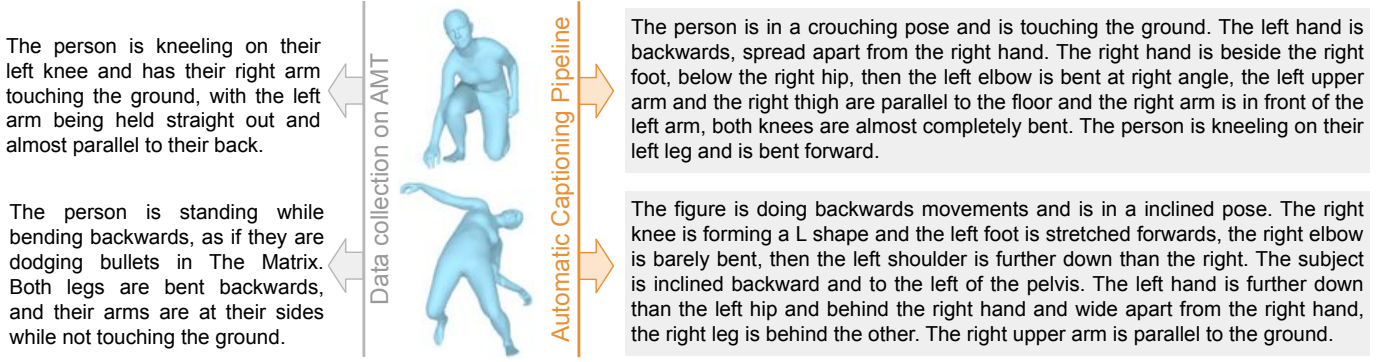 The person is kneeling on their
left knee and has their right arm
touching the ground, with the left
arm being held straight out and
almost parallel to their back.
The person is standing while
bending backwards, as if they are
dodging bullets in The Matrix.
Both legs are bent backwards,
and their arms are at their sides
while not touching the ground.
Data collection on AMT
Automatic Captioning Pipeline
The person is in a crouching pose and is touching the ground. The left hand is
backwards, spread apart from the right hand. The right hand is beside the right
foot, below the right hip, then the left elbow is bent at right angle, the left upper
arm and the right thigh are parallel to the floor and the right arm is in front of the
left arm, both knees are almost completely bent. The person is kneeling on their
left leg and is bent forward.
The figure is doing backwards movements and is in a inclined pose. The right
knee is forming a L shape and the left foot is stretched forwards, the right elbow
is barely bent, then the left shoulder is further down than the right. The subject
is inclined backward and to the left of the pelvis. The left hand is further down
than the left hip and behind the right hand and wide apart from the right hand,
the right leg is behind the other. The right upper arm is parallel to the ground.